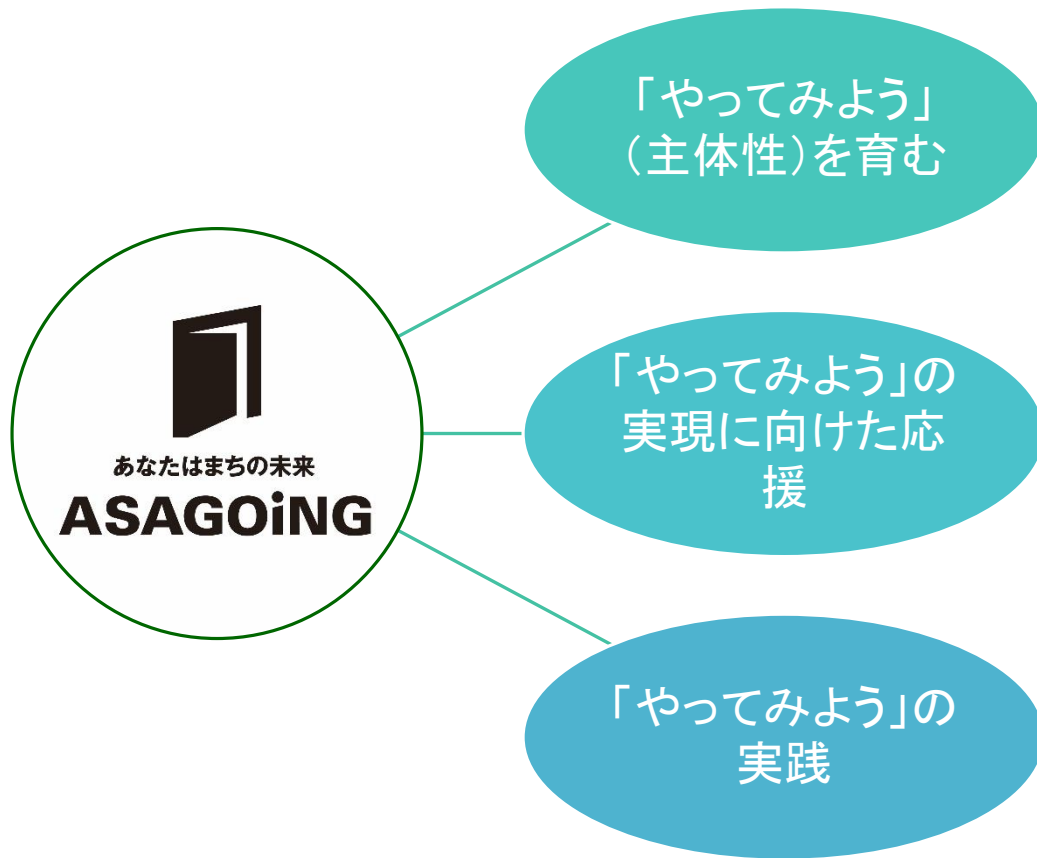 「やってみよう」
（主体性）を育む
あなたはまちの未来
ASAGOiNG
「やってみよう」の
実現に向けた応
援
「やってみよう」の
実践